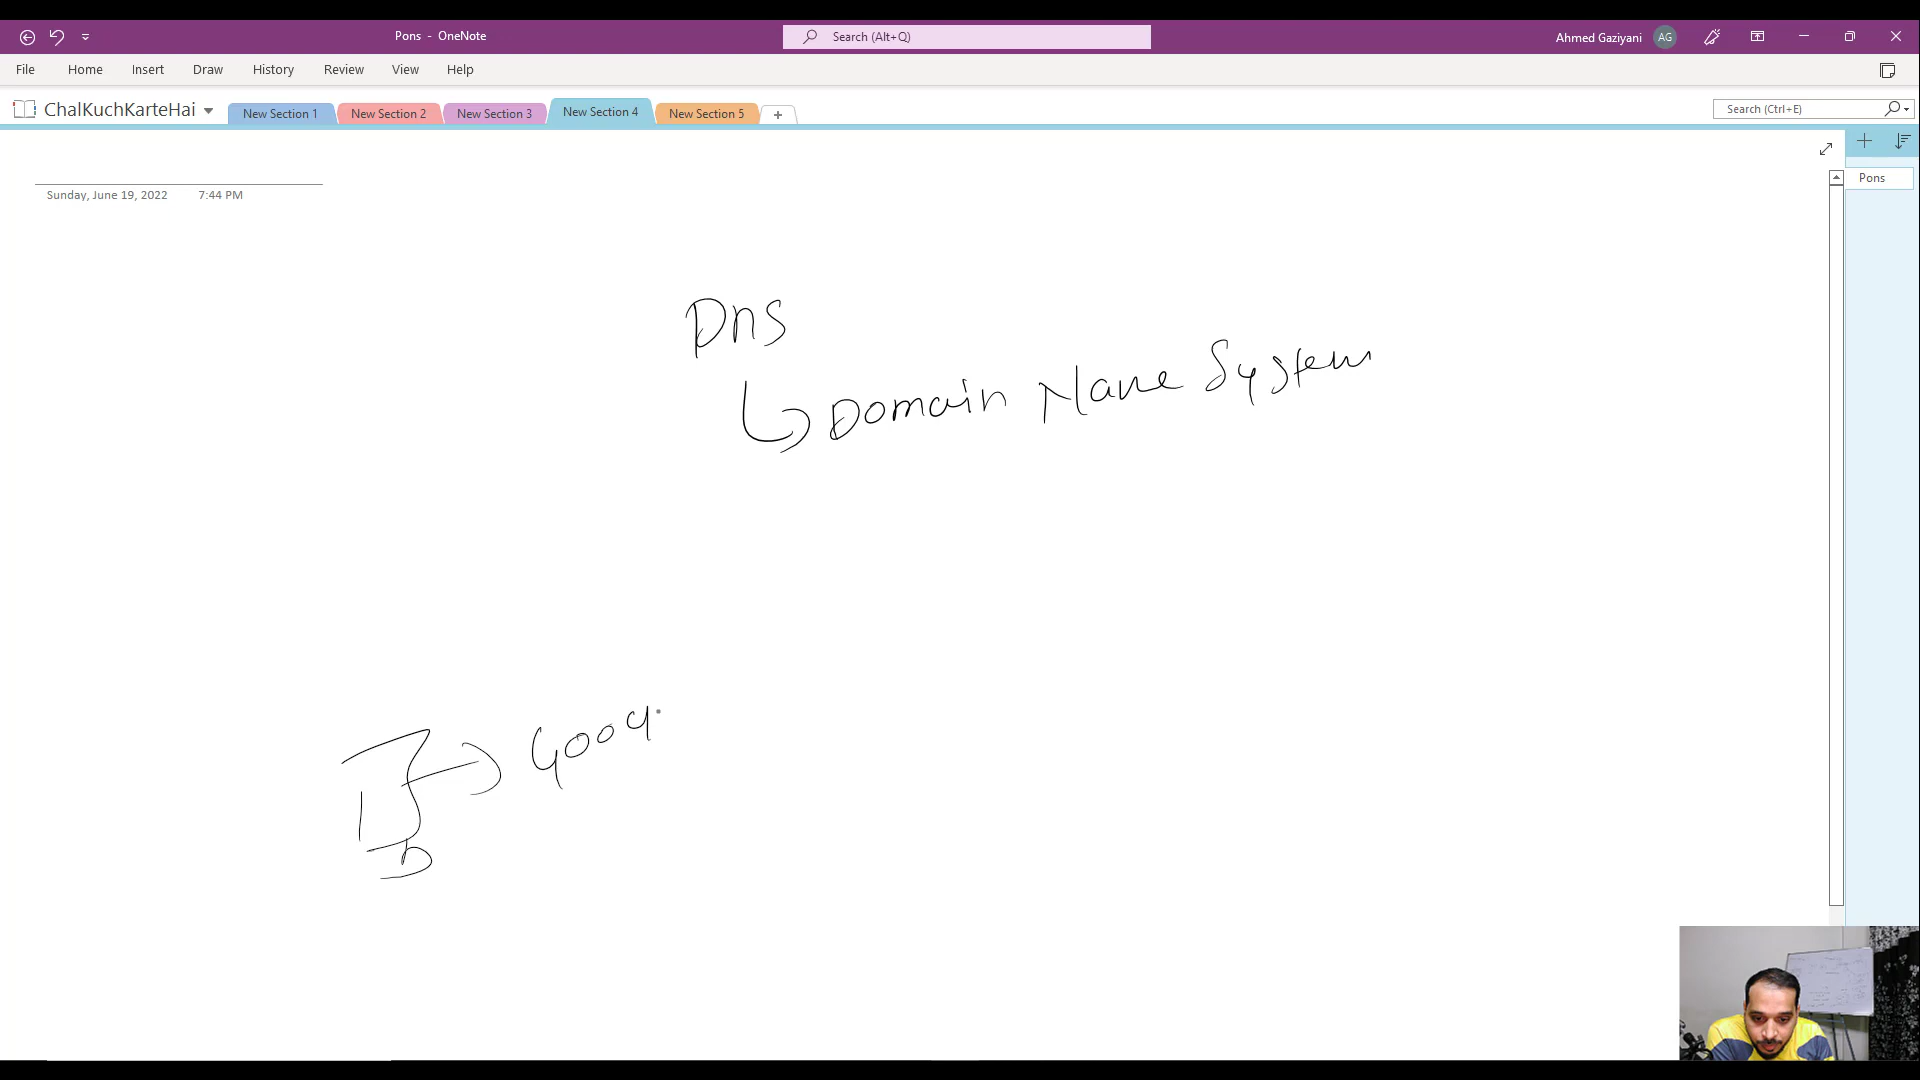 Pons - OneNote
Search (Alt+Q)
Ahmed Gaziyani AG
File Home Insert Draw History Review View Help
ChalKuchKarteHai New Section 1 New Section 2 New Section 3 New Section 4 New Section 5 +
Search (Ctrl+E)
Pons
Sunday, June 19, 2022 7:44 PM
Dns
Domain Name System
Goog